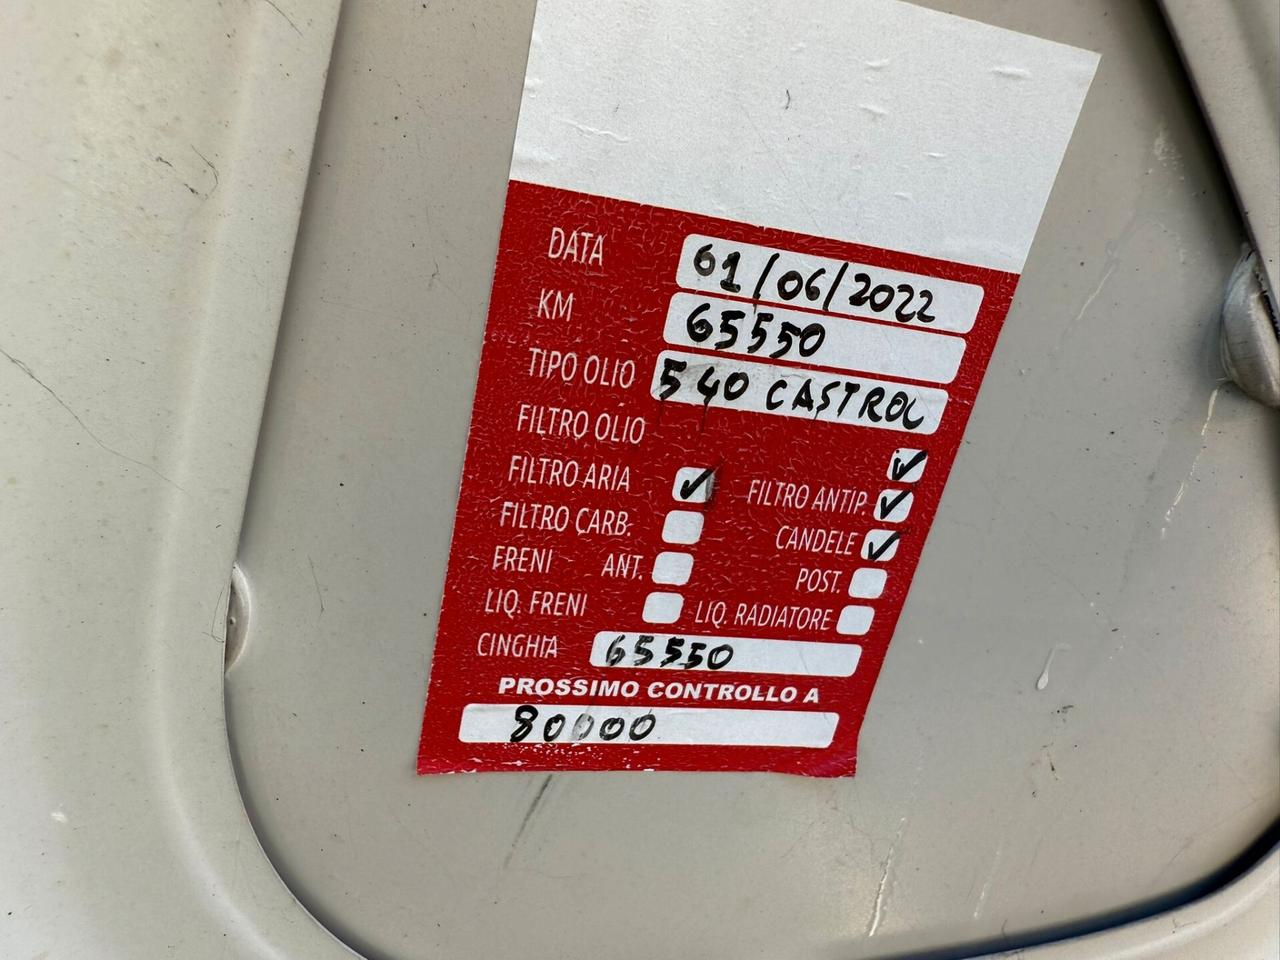 DATA 01/06/2022
KM 65550
TIPO OLIO 5 40 CASTROL
FILTRO OLIO ✓
FILTRO ARIA ✓ FILTRO ANTIP. ✓
FILTRO CARB. CANDELE ✓
FRENI ANT. POST.
LIQ. FRENI LIQ. RADIATORE
CINGHIA 65550
PROSSIMO CONTROLLO A
80000